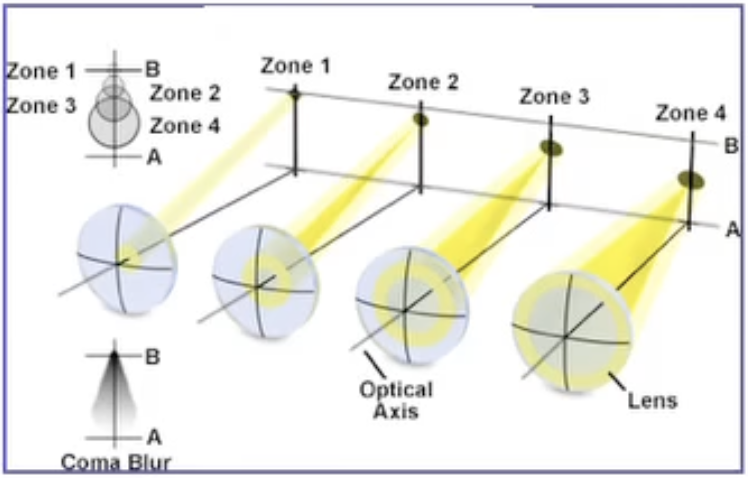 Zone 1
B
Zone 2
Zone 3
Zone 4
A
Zone 1
Zone 2
Zone 3
Zone 4
B
A
B
A
Coma Blur
Optical
Axis
Lens